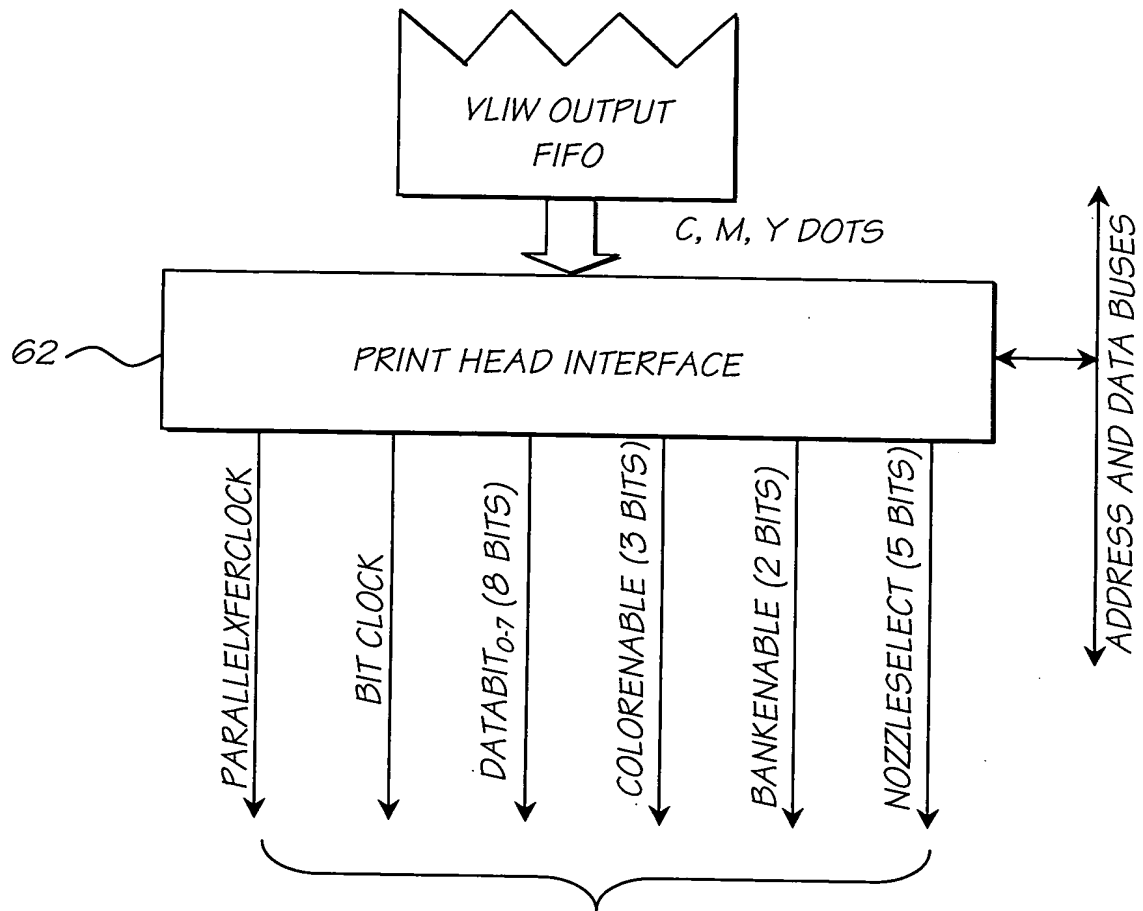 YLIW OUTPUT
FIFO
C, M, Y DOTS
62
PRINT HEAD INTERFACE
ADDRESS AND DATA BUSES
PARALLELXFERCLOCK
BIT CLOCK
DATABIT0-7 (8 BITS)
COLORENABLE (3 BITS)
BANKENABLE (2 BITS)
NOZZLESELECT (5 BITS)